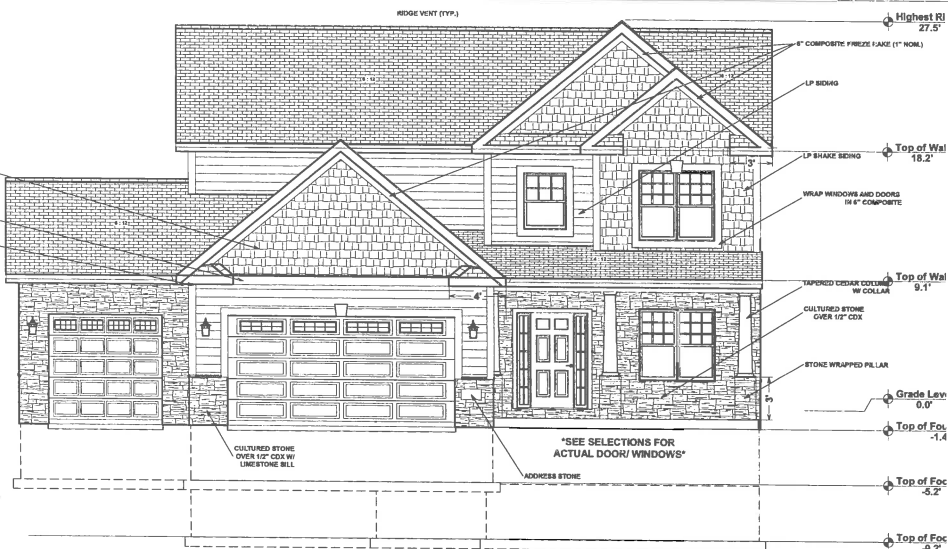 RIDGE VENT (TYP.)
Highest Ri
27.5'
6" COMPOSITE FRIEZE RAKE (1" NOM.)
LP SIDING
Top of Wal
18.2'
3'
LP SHAKE SIDING
WRAP WINDOWS AND DOORS
IN 6" COMPOSITE
Top of Wal
9.1'
TAPERED CEDAR COLUMN
W/ COLLAR
4'
CULTURED STONE
OVER 1/2" CDX
STONE WRAPPED PILLAR
3'
Grade Leve
0.0'
Top of Fou
-1.4
*SEE SELECTIONS FOR
ACTUAL DOOR/ WINDOWS*
CULTURED STONE
OVER 1/2" CDX W/
LIMESTONE SILL
ADDRESS STONE
Top of Foo
-5.2'
Top of Foo
-9.2'